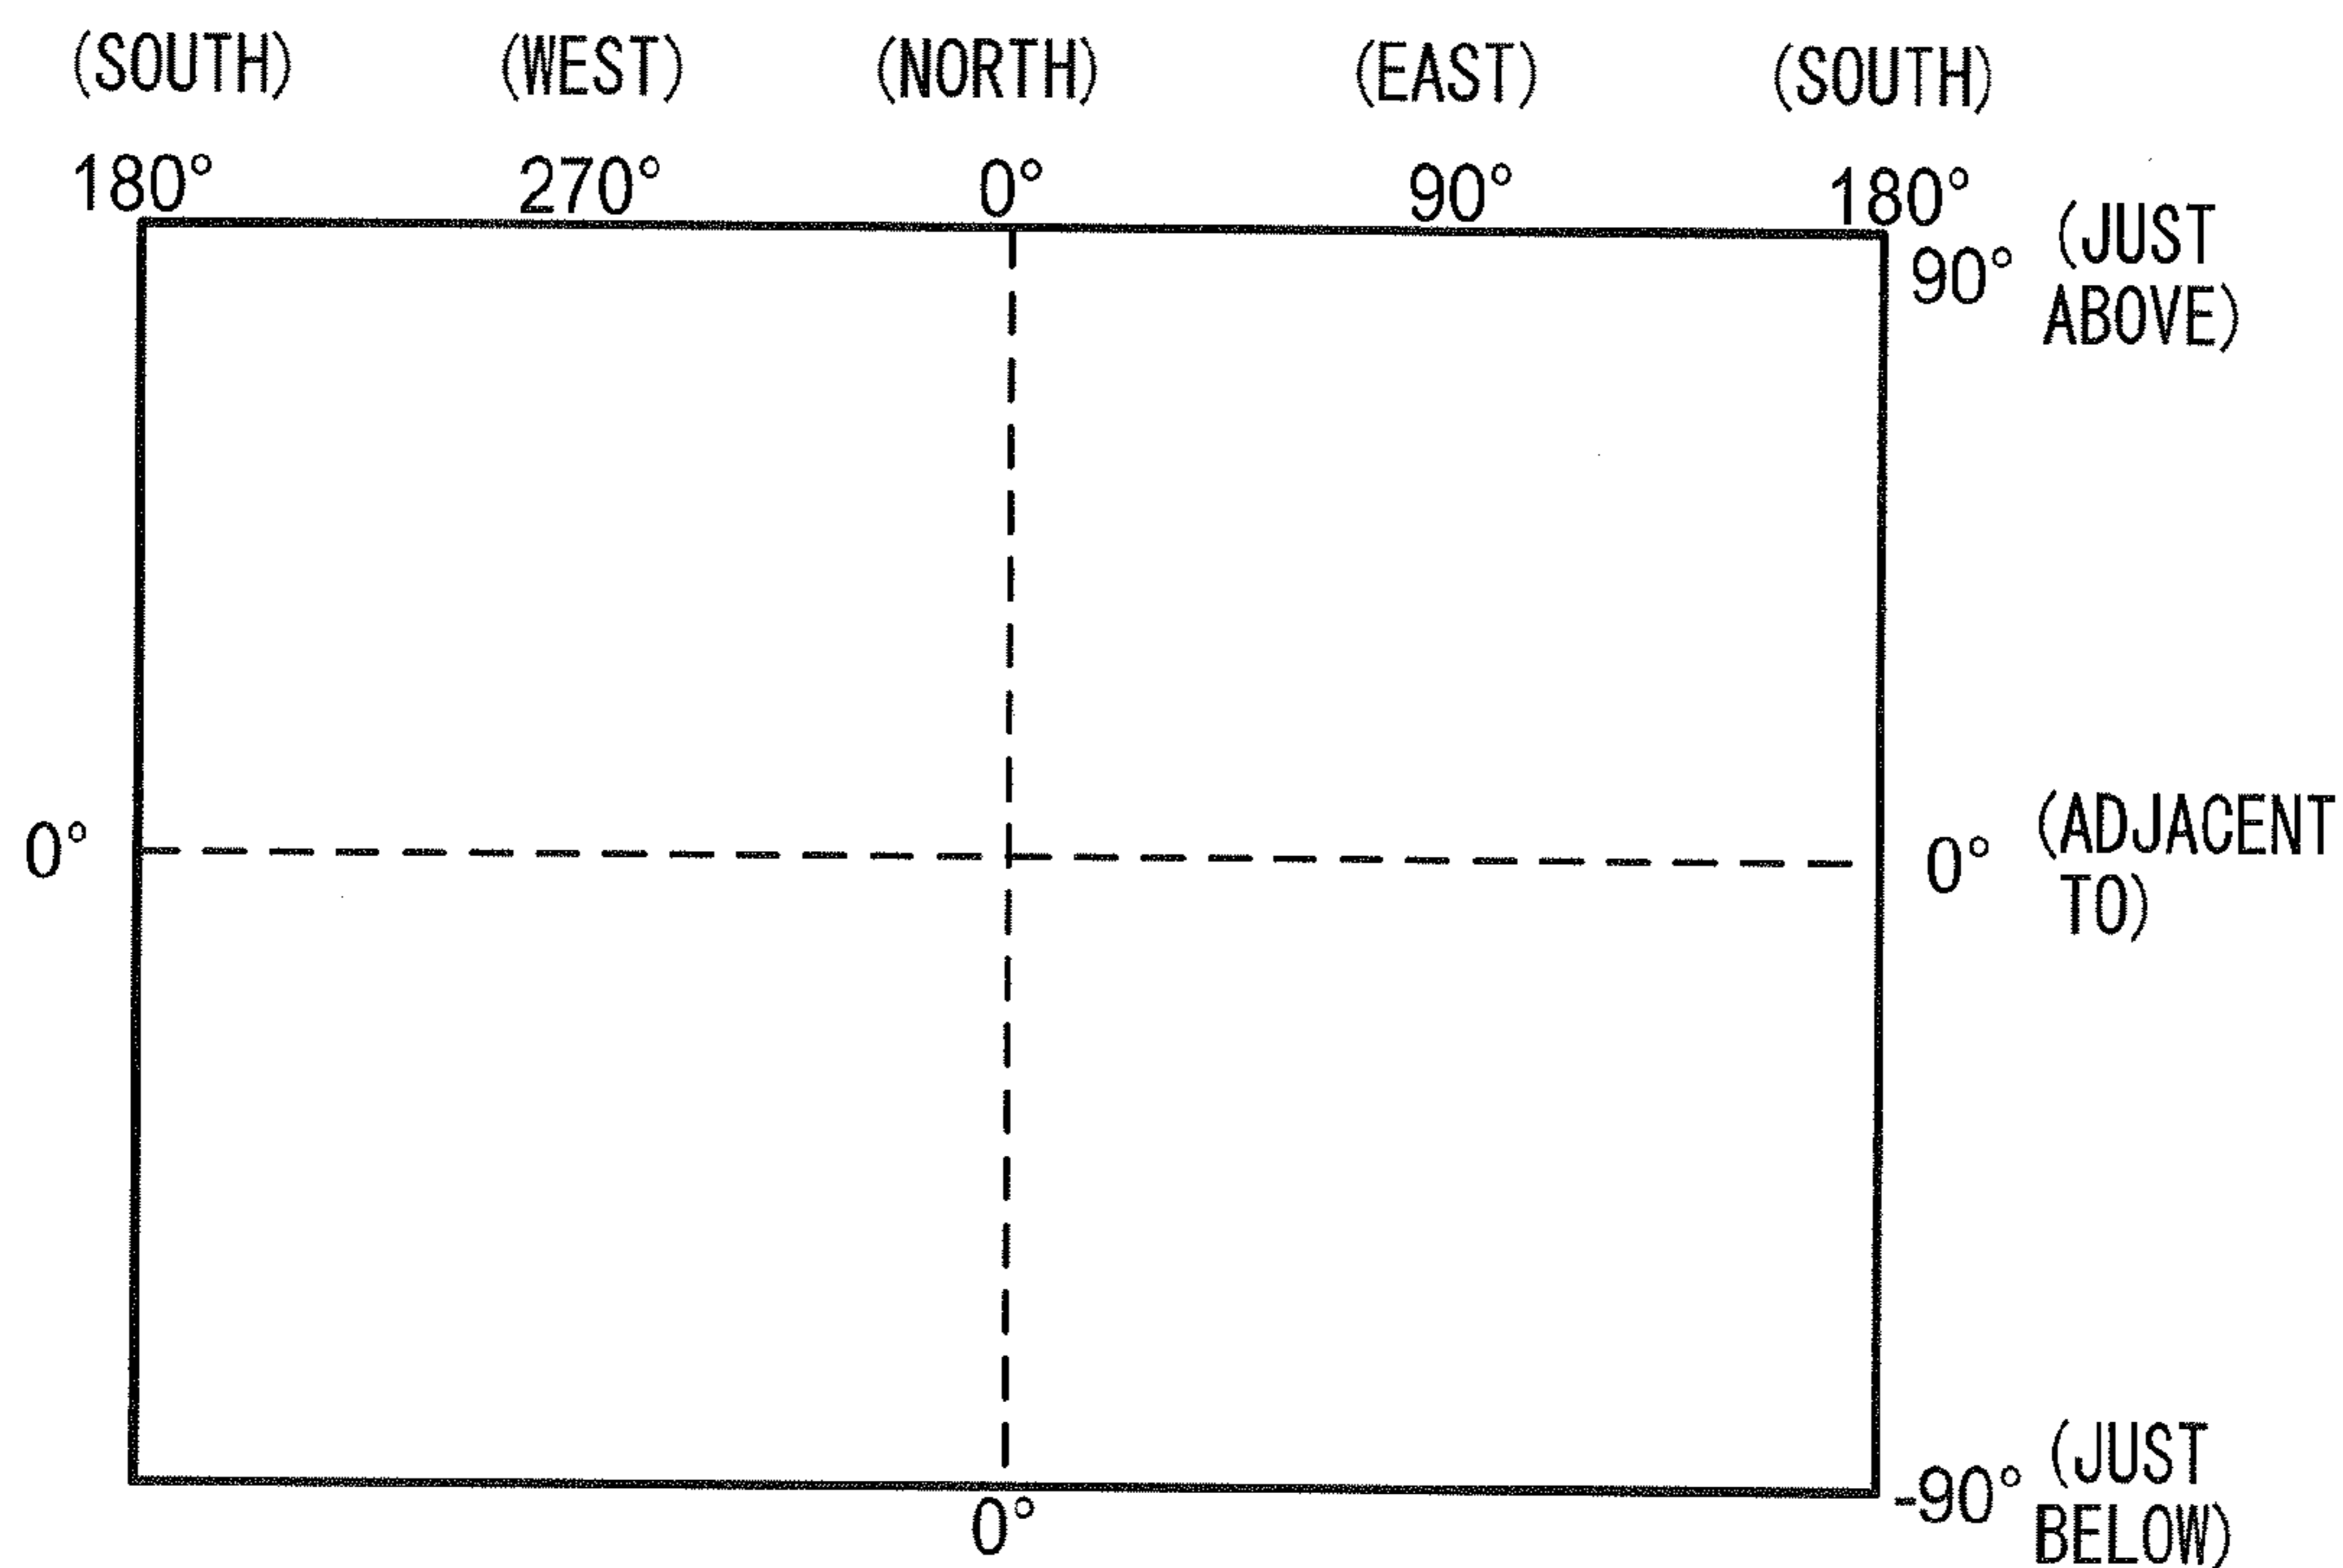 (SOUTH) (WEST) (NORTH) (EAST) (SOUTH)
180° 270° 0° 90° 180°
90° (JUST
ABOVE)
0° 0° (ADJACENT
TO)
-90° (JUST
BELOW)
0°